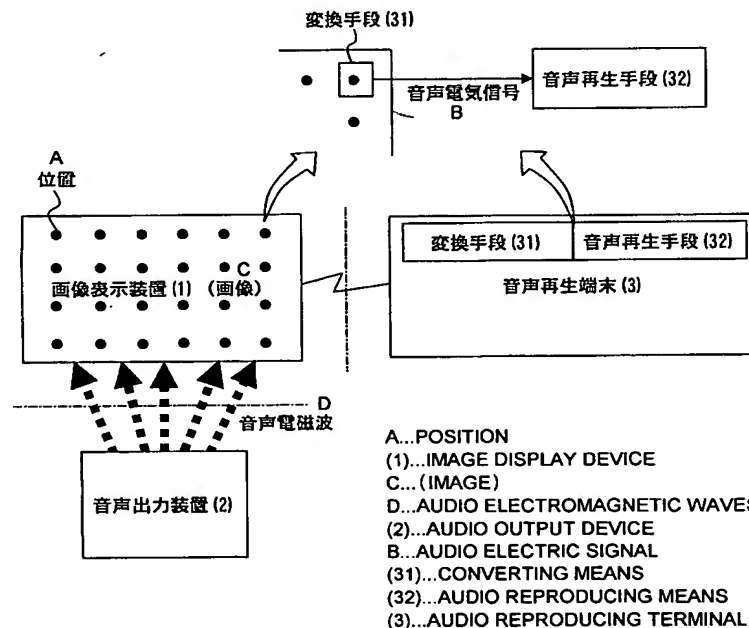 変換手段(31)
音声電気信号
B
音声再生手段(32)
A
位置
C
画像表示装置(1) (画像)
変換手段(31)
音声再生手段(32)
音声再生端末(3)
D
音声電磁波
音声出力装置(2)
A...POSITION
(1)...IMAGE DISPLAY DEVICE
C...(IMAGE)
D...AUDIO ELECTROMAGNETIC WAVES
(2)...AUDIO OUTPUT DEVICE
B...AUDIO ELECTRIC SIGNAL
(31)...CONVERTING MEANS
(32)...AUDIO REPRODUCING MEANS
(3)...AUDIO REPRODUCING TERMINAL